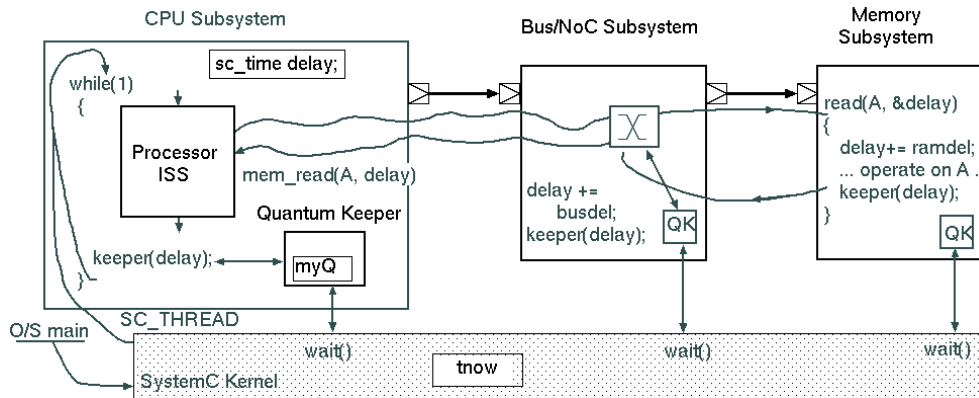 CPU Subsystem
sc_time delay;
while(1)
{
Processor
ISS
mem_read(A, delay)
Quantum Keeper
myQ
keeper(delay);
}
SC_THREAD
Bus/NoC Subsystem
delay +=
busdel;
keeper(delay);
QK
Memory
Subsystem
read(A, &delay)
{
delay+= ramdel;
... operate on A .
keeper(delay);
}
QK
O/S main
wait()
wait()
wait()
tnow
SystemC Kernel